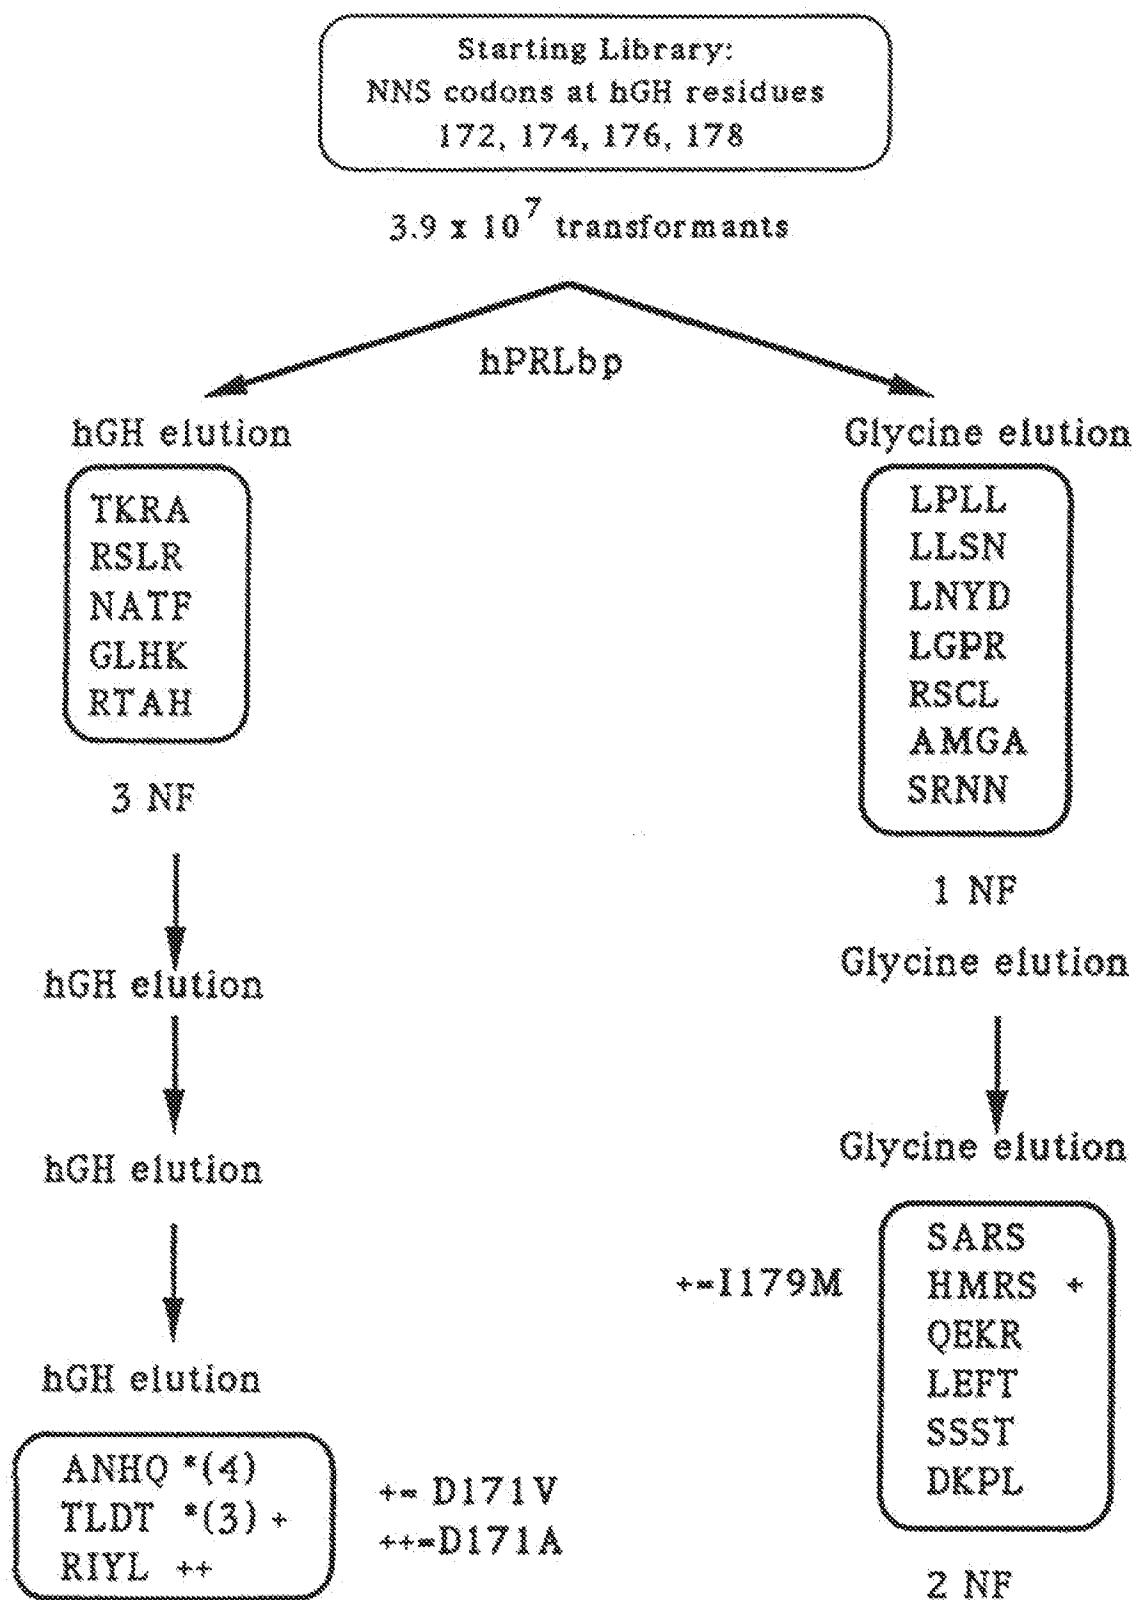 Starting Library:
NNS codons at hGH residues
172, 174, 176, 178
3.9 x 10^7 transformants
hPRLbp
hGH elution
TKRA
RSLR
NATF
GLHK
RTAH
3 NF
hGH elution
hGH elution
hGH elution
ANHQ *(4)
TLDT *(3) +
RIYL ++
+= D171V
++=D171A
Glycine elution
LPLL
LLSN
LNYD
LGPR
RSCL
AMGA
SRNN
1 NF
Glycine elution
Glycine elution
+=I179M
SARS
HMRS +
QEKR
LEFT
SSST
DKPL
2 NF